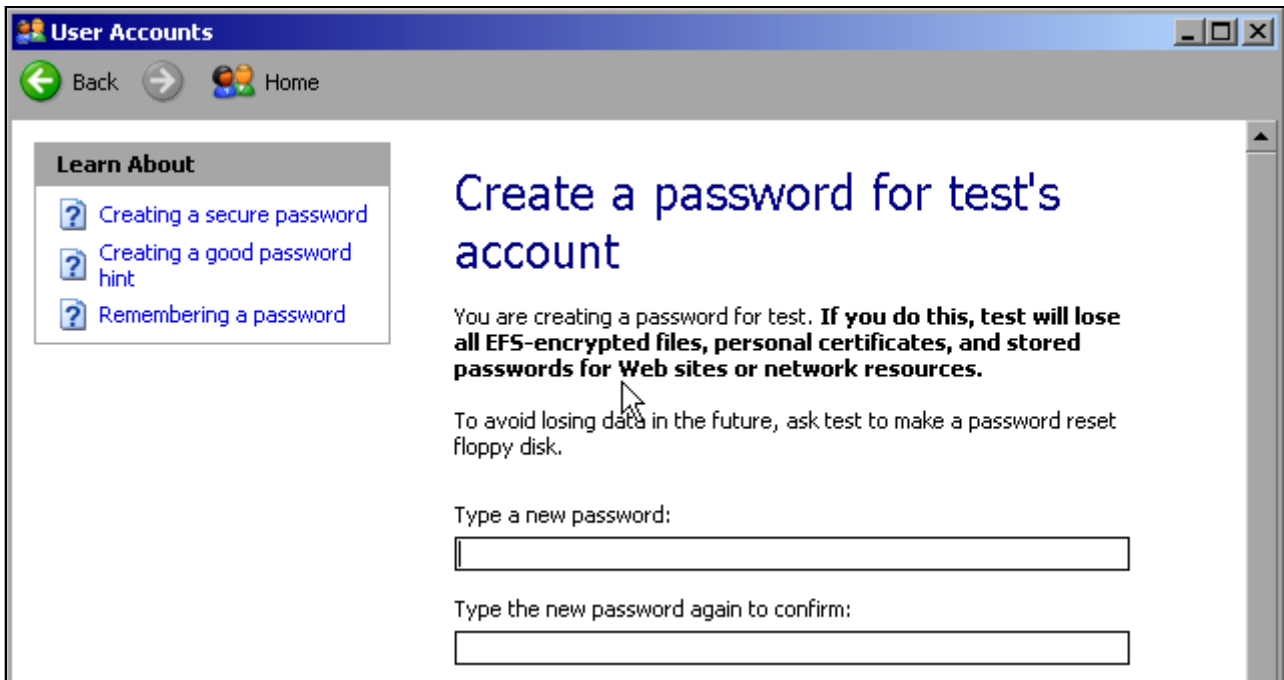 User Accounts
Back
Home
Learn About
Creating a secure password
Creating a good password
hint
Remembering a password
Create a password for test's
account
You are creating a password for test. If you do this, test will lose
all EFS-encrypted files, personal certificates, and stored
passwords for Web sites or network resources.
To avoid losing data in the future, ask test to make a password reset
floppy disk.
Type a new password:
Type the new password again to confirm: